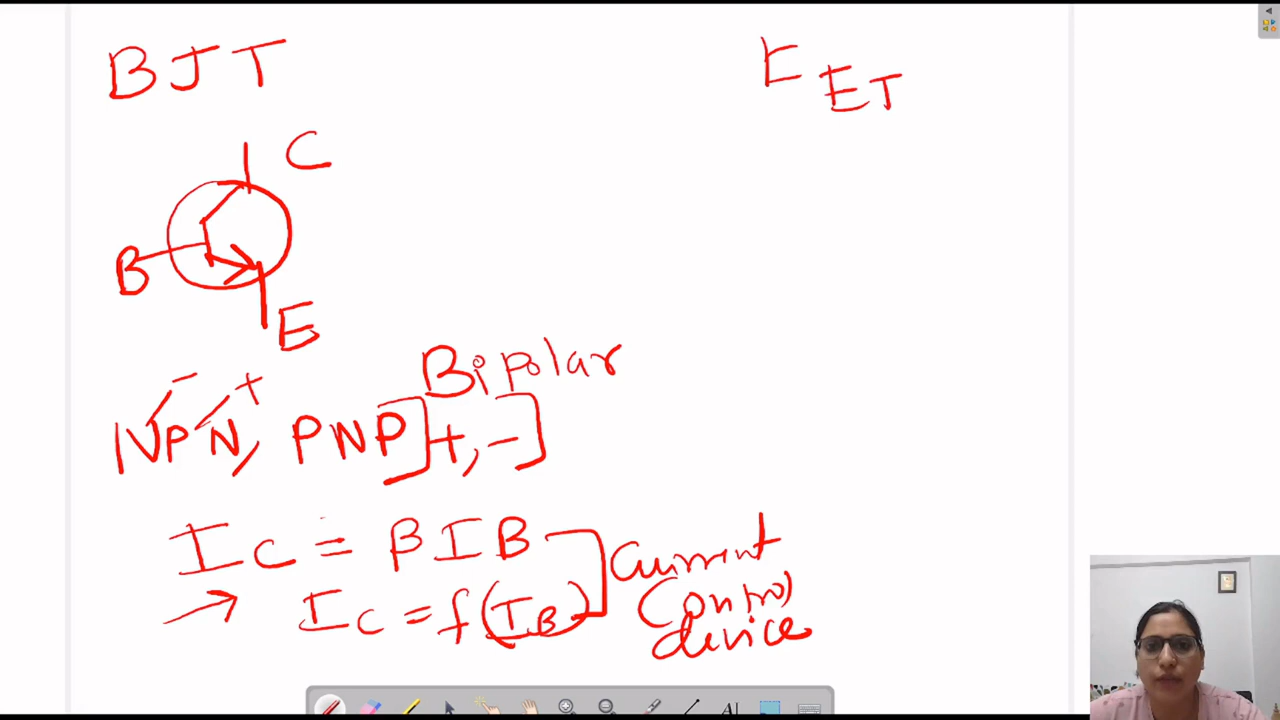 BJT
FET
C
B
E
Bipolar
- +
NPN, PNP] +, -]
IC = βIB
→ IC = f(IB)
Current
Control
device